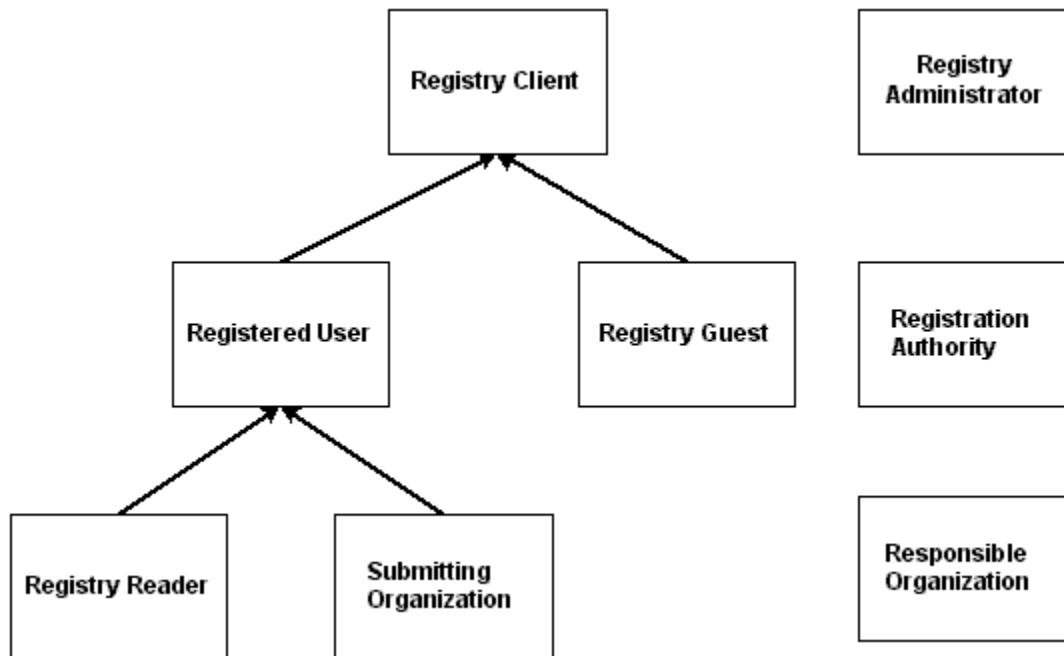 Registry Client
Registry
Administrator
Registered User
Registry Guest
Registration
Authority
Registry Reader
Submitting
Organization
Responsible
Organization